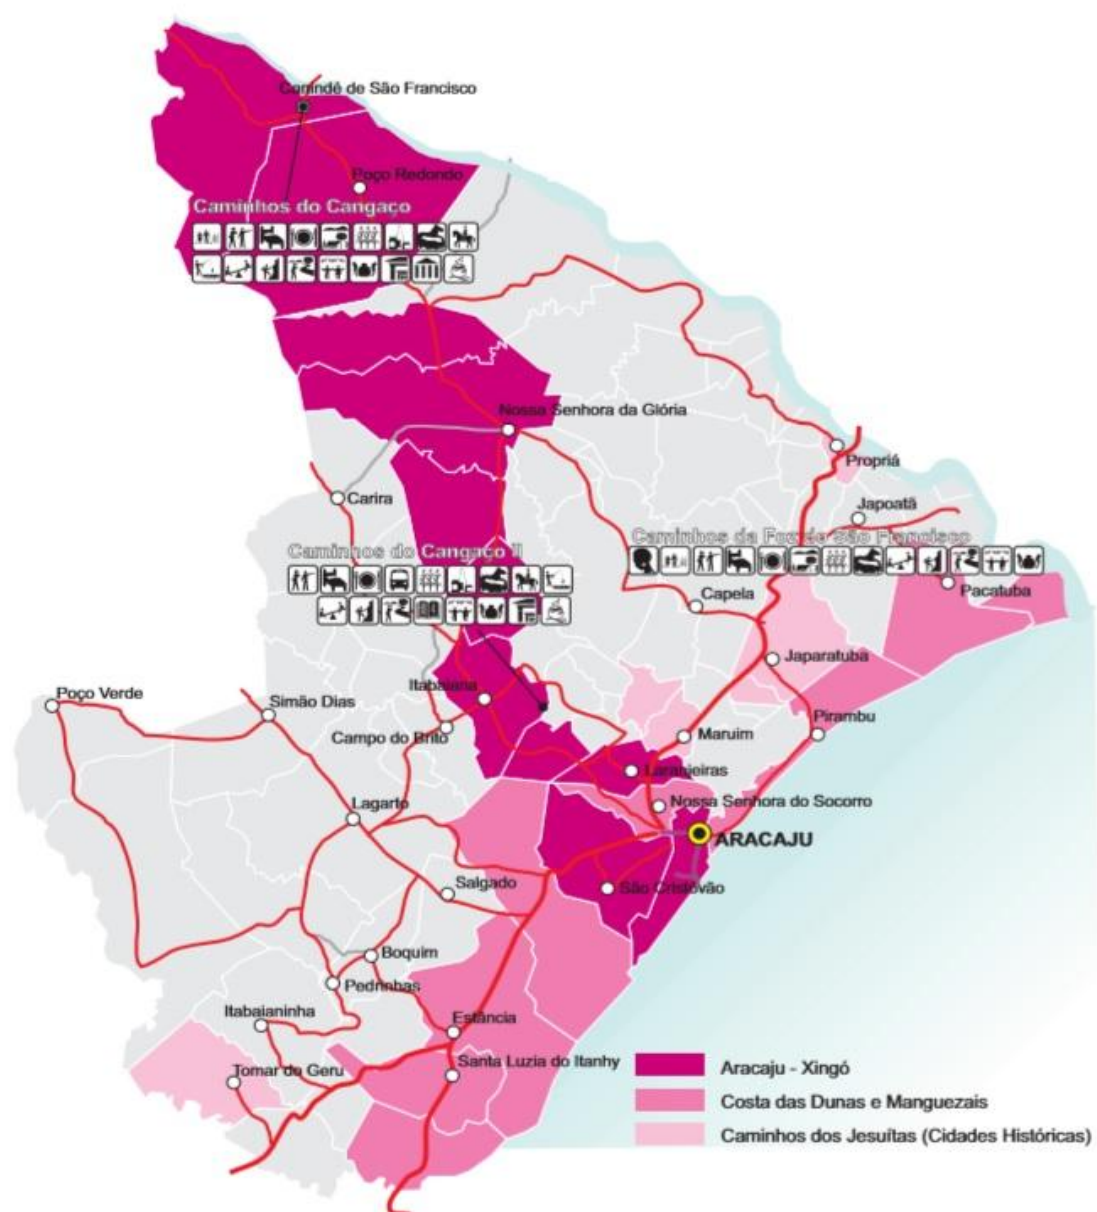 Canindé de São Francisco
Poço Redondo
Caminhos do Cangaço
Nossa Senhora da Glória
Propriá
Carira
Japoatã
Caminhos da Foz do São Francisco
Caminhos do Cangaço II
Pacatuba
Capela
Japaratuba
Itabaiana
Poço Verde
Simão Dias
Pirambu
Campo do Brito
Maruim
Laranjeiras
Nossa Senhora do Socorro
Lagarto
ARACAJU
Salgado
São Cristóvão
Boquim
Pedrinhas
Itabaianinha
Estância
Santa Luzia do Itanhy
Tomar do Geru
Aracaju - Xingó
Costa das Dunas e Manguezais
Caminhos dos Jesuítas (Cidades Históricas)